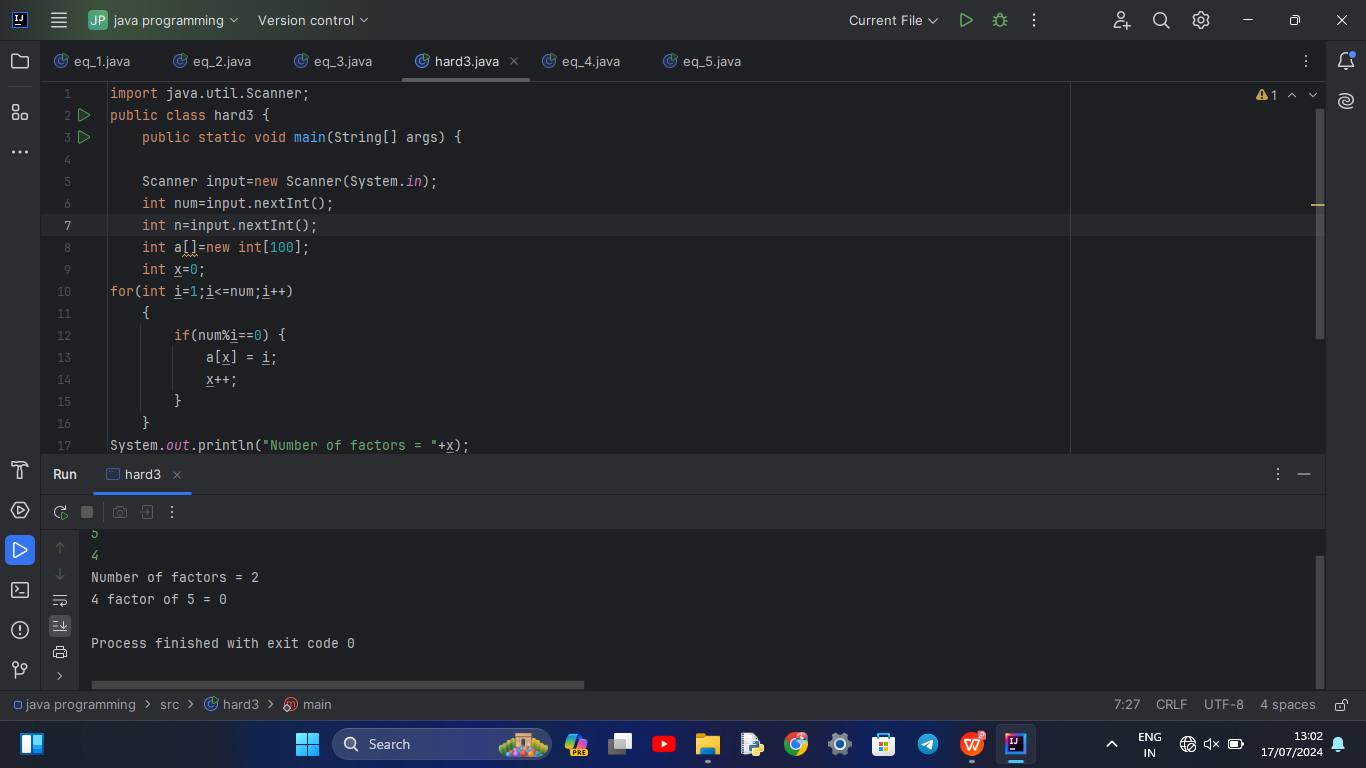 JP java programming Version control Current File
eq_1.java eq_2.java eq_3.java hard3.java eq_4.java eq_5.java
1 import java.util.Scanner;
2 public class hard3 {
3 public static void main(String[] args) {
4
5 Scanner input=new Scanner(System.in);
6 int num=input.nextInt();
7 int n=input.nextInt();
8 int a[]=new int[100];
9 int x=0;
10 for(int i=1;i<=num;i++)
11 {
12 if(num%i==0) {
13 a[x] = i;
14 x++;
15 }
16 }
17 System.out.println("Number of factors = "+x);
1
Run hard3
5
4
Number of factors = 2
4 factor of 5 = 0
Process finished with exit code 0
java programming > src > hard3 > main 7:27 CRLF UTF-8 4 spaces
Search PRE ENG IN 13:02 17/07/2024